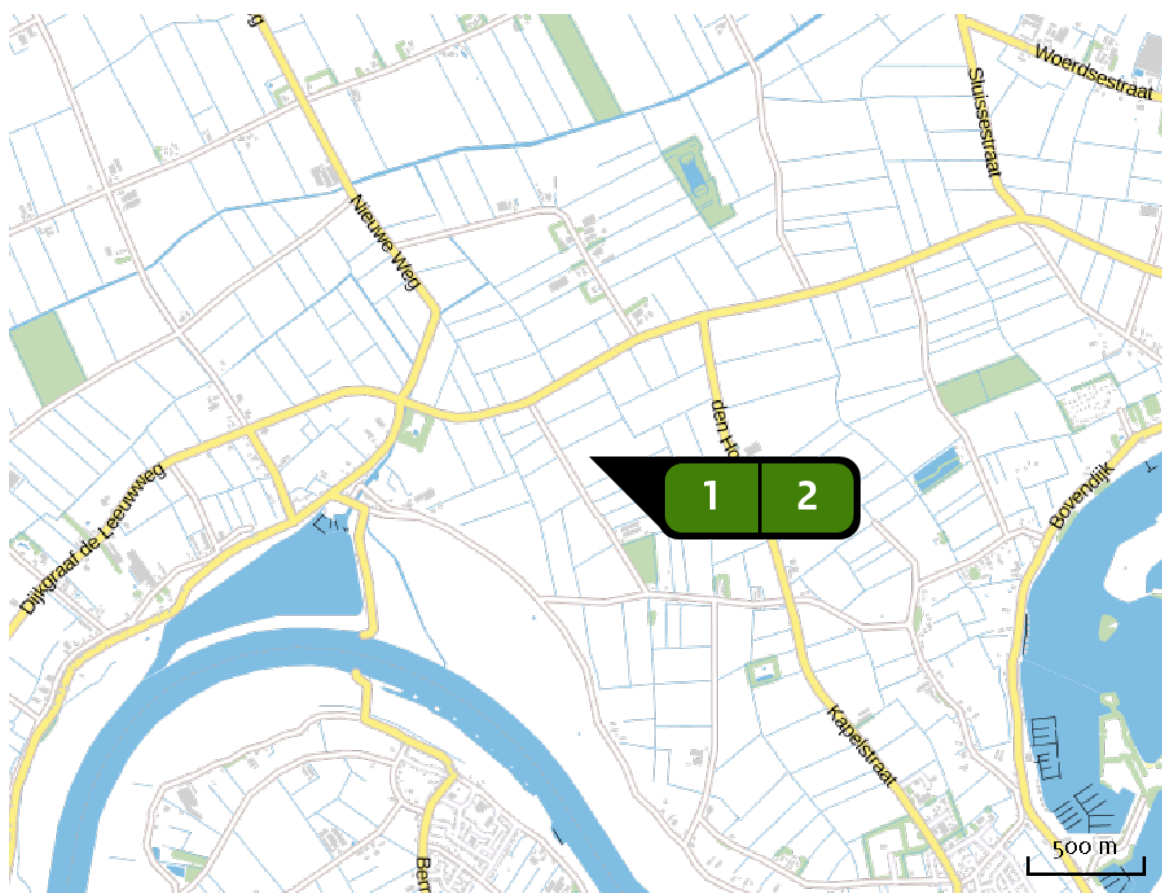 Woerdsestraat
Sluissestraat
Nieuwe Weg
den Ho
1 2
Dijkgraaf de Leeuwweg
Bovendijk
Kapelstraat
500 m